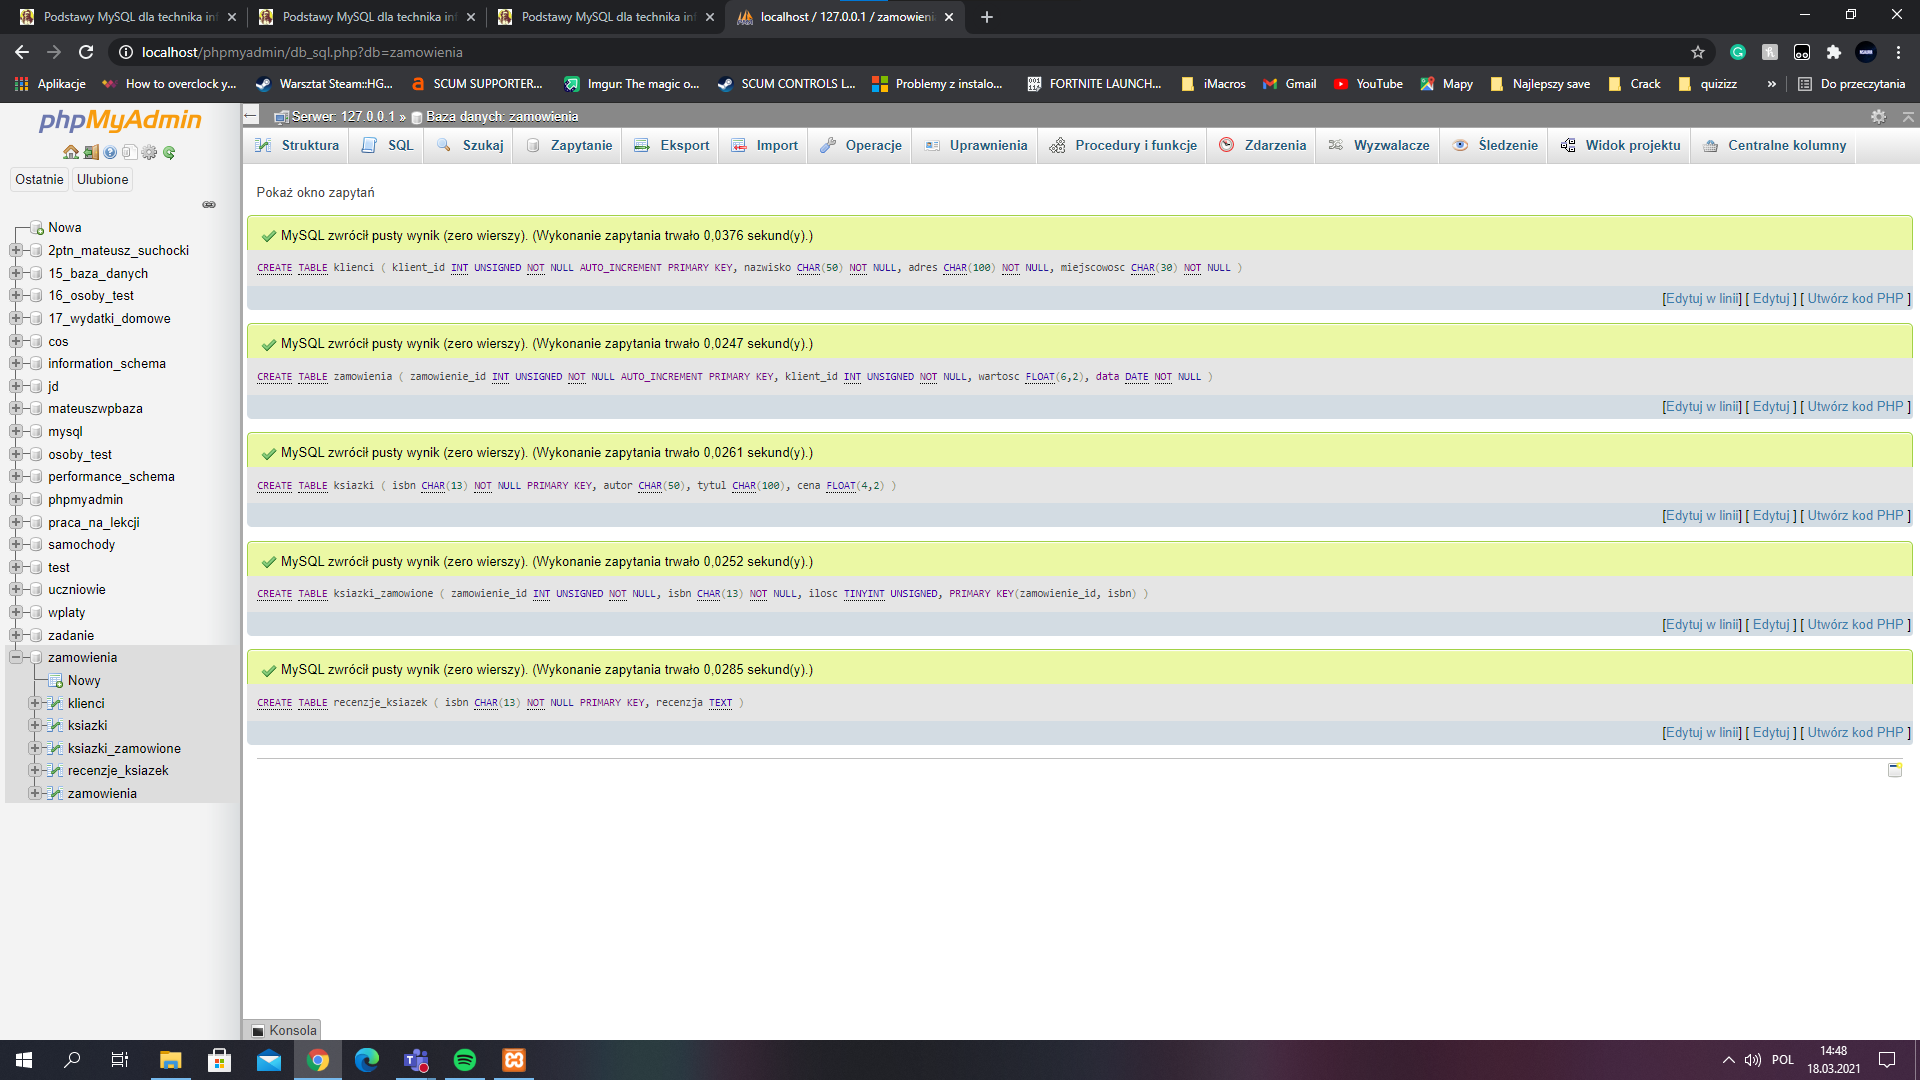 Podstawy MySQL dla technika inf
Podstawy MySQL dla technika inf
Podstawy MySQL dla technika inf
localhost / 127.0.0.1 / zamowieni
localhost/phpmyadmin/db_sql.php?db=zamowienia
Aplikacje
How to overclock y...
Warsztat Steam::HG...
SCUM SUPPORTER...
Imgur: The magic o...
SCUM CONTROLS L...
Problemy z instalo...
FORTNITE LAUNCH...
iMacros
Gmail
YouTube
Mapy
Najlepszy save
Crack
quizizz
»
Do przeczytania
phpMyAdmin
Ostatnie
Ulubione
Nowa
2ptn_mateusz_suchocki
15_baza_danych
16_osoby_test
17_wydatki_domowe
cos
information_schema
jd
mateuszwpbaza
mysql
osoby_test
performance_schema
phpmyadmin
praca_na_lekcji
samochody
test
uczniowie
wplaty
zadanie
zamowienia
Nowy
klienci
ksiazki
ksiazki_zamowione
recenzje_ksiazek
zamowienia
Serwer: 127.0.0.1 » Baza danych: zamowienia
Struktura
SQL
Szukaj
Zapytanie
Eksport
Import
Operacje
Uprawnienia
Procedury i funkcje
Zdarzenia
Wyzwalacze
Śledzenie
Widok projektu
Centralne kolumny
Pokaż okno zapytań
MySQL zwrócił pusty wynik (zero wierszy). (Wykonanie zapytania trwało 0,0376 sekund(y).)
CREATE TABLE klienci ( klient_id INT UNSIGNED NOT NULL AUTO_INCREMENT PRIMARY KEY, nazwisko CHAR(50) NOT NULL, adres CHAR(100) NOT NULL, miejscowosc CHAR(30) NOT NULL )
[Edytuj w linii] [ Edytuj ] [ Utwórz kod PHP ]
MySQL zwrócił pusty wynik (zero wierszy). (Wykonanie zapytania trwało 0,0247 sekund(y).)
CREATE TABLE zamowienia ( zamowienie_id INT UNSIGNED NOT NULL AUTO_INCREMENT PRIMARY KEY, klient_id INT UNSIGNED NOT NULL, wartosc FLOAT(6,2), data DATE NOT NULL )
[Edytuj w linii] [ Edytuj ] [ Utwórz kod PHP ]
MySQL zwrócił pusty wynik (zero wierszy). (Wykonanie zapytania trwało 0,0261 sekund(y).)
CREATE TABLE ksiazki ( isbn CHAR(13) NOT NULL PRIMARY KEY, autor CHAR(50), tytul CHAR(100), cena FLOAT(4,2) )
[Edytuj w linii] [ Edytuj ] [ Utwórz kod PHP ]
MySQL zwrócił pusty wynik (zero wierszy). (Wykonanie zapytania trwało 0,0252 sekund(y).)
CREATE TABLE ksiazki_zamowione ( zamowienie_id INT UNSIGNED NOT NULL, isbn CHAR(13) NOT NULL, ilosc TINYINT UNSIGNED, PRIMARY KEY(zamowienie_id, isbn) )
[Edytuj w linii] [ Edytuj ] [ Utwórz kod PHP ]
MySQL zwrócił pusty wynik (zero wierszy). (Wykonanie zapytania trwało 0,0285 sekund(y).)
CREATE TABLE recenzje_ksiazek ( isbn CHAR(13) NOT NULL PRIMARY KEY, recenzja TEXT )
[Edytuj w linii] [ Edytuj ] [ Utwórz kod PHP ]
Konsola
POL
14:48
18.03.2021